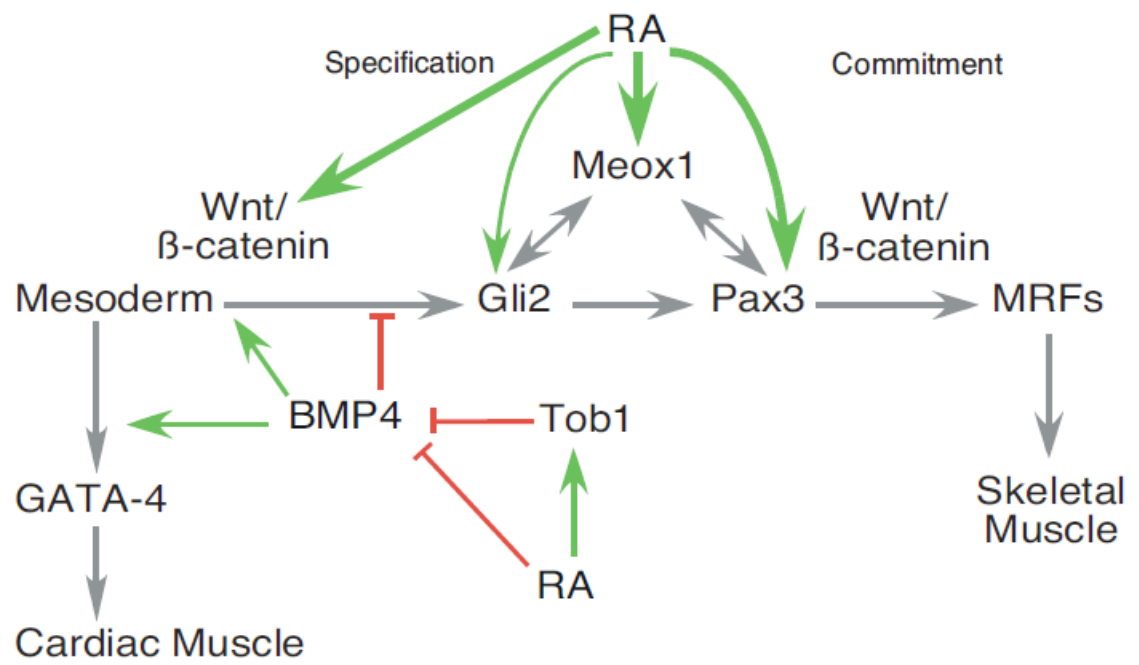 RA
Specification
Commitment
Meox1
Wnt/
ß-catenin
Wnt/
ß-catenin
Mesoderm
Gli2
Pax3
MRFs
BMP4
Tob1
GATA-4
Skeletal
Muscle
RA
Cardiac Muscle